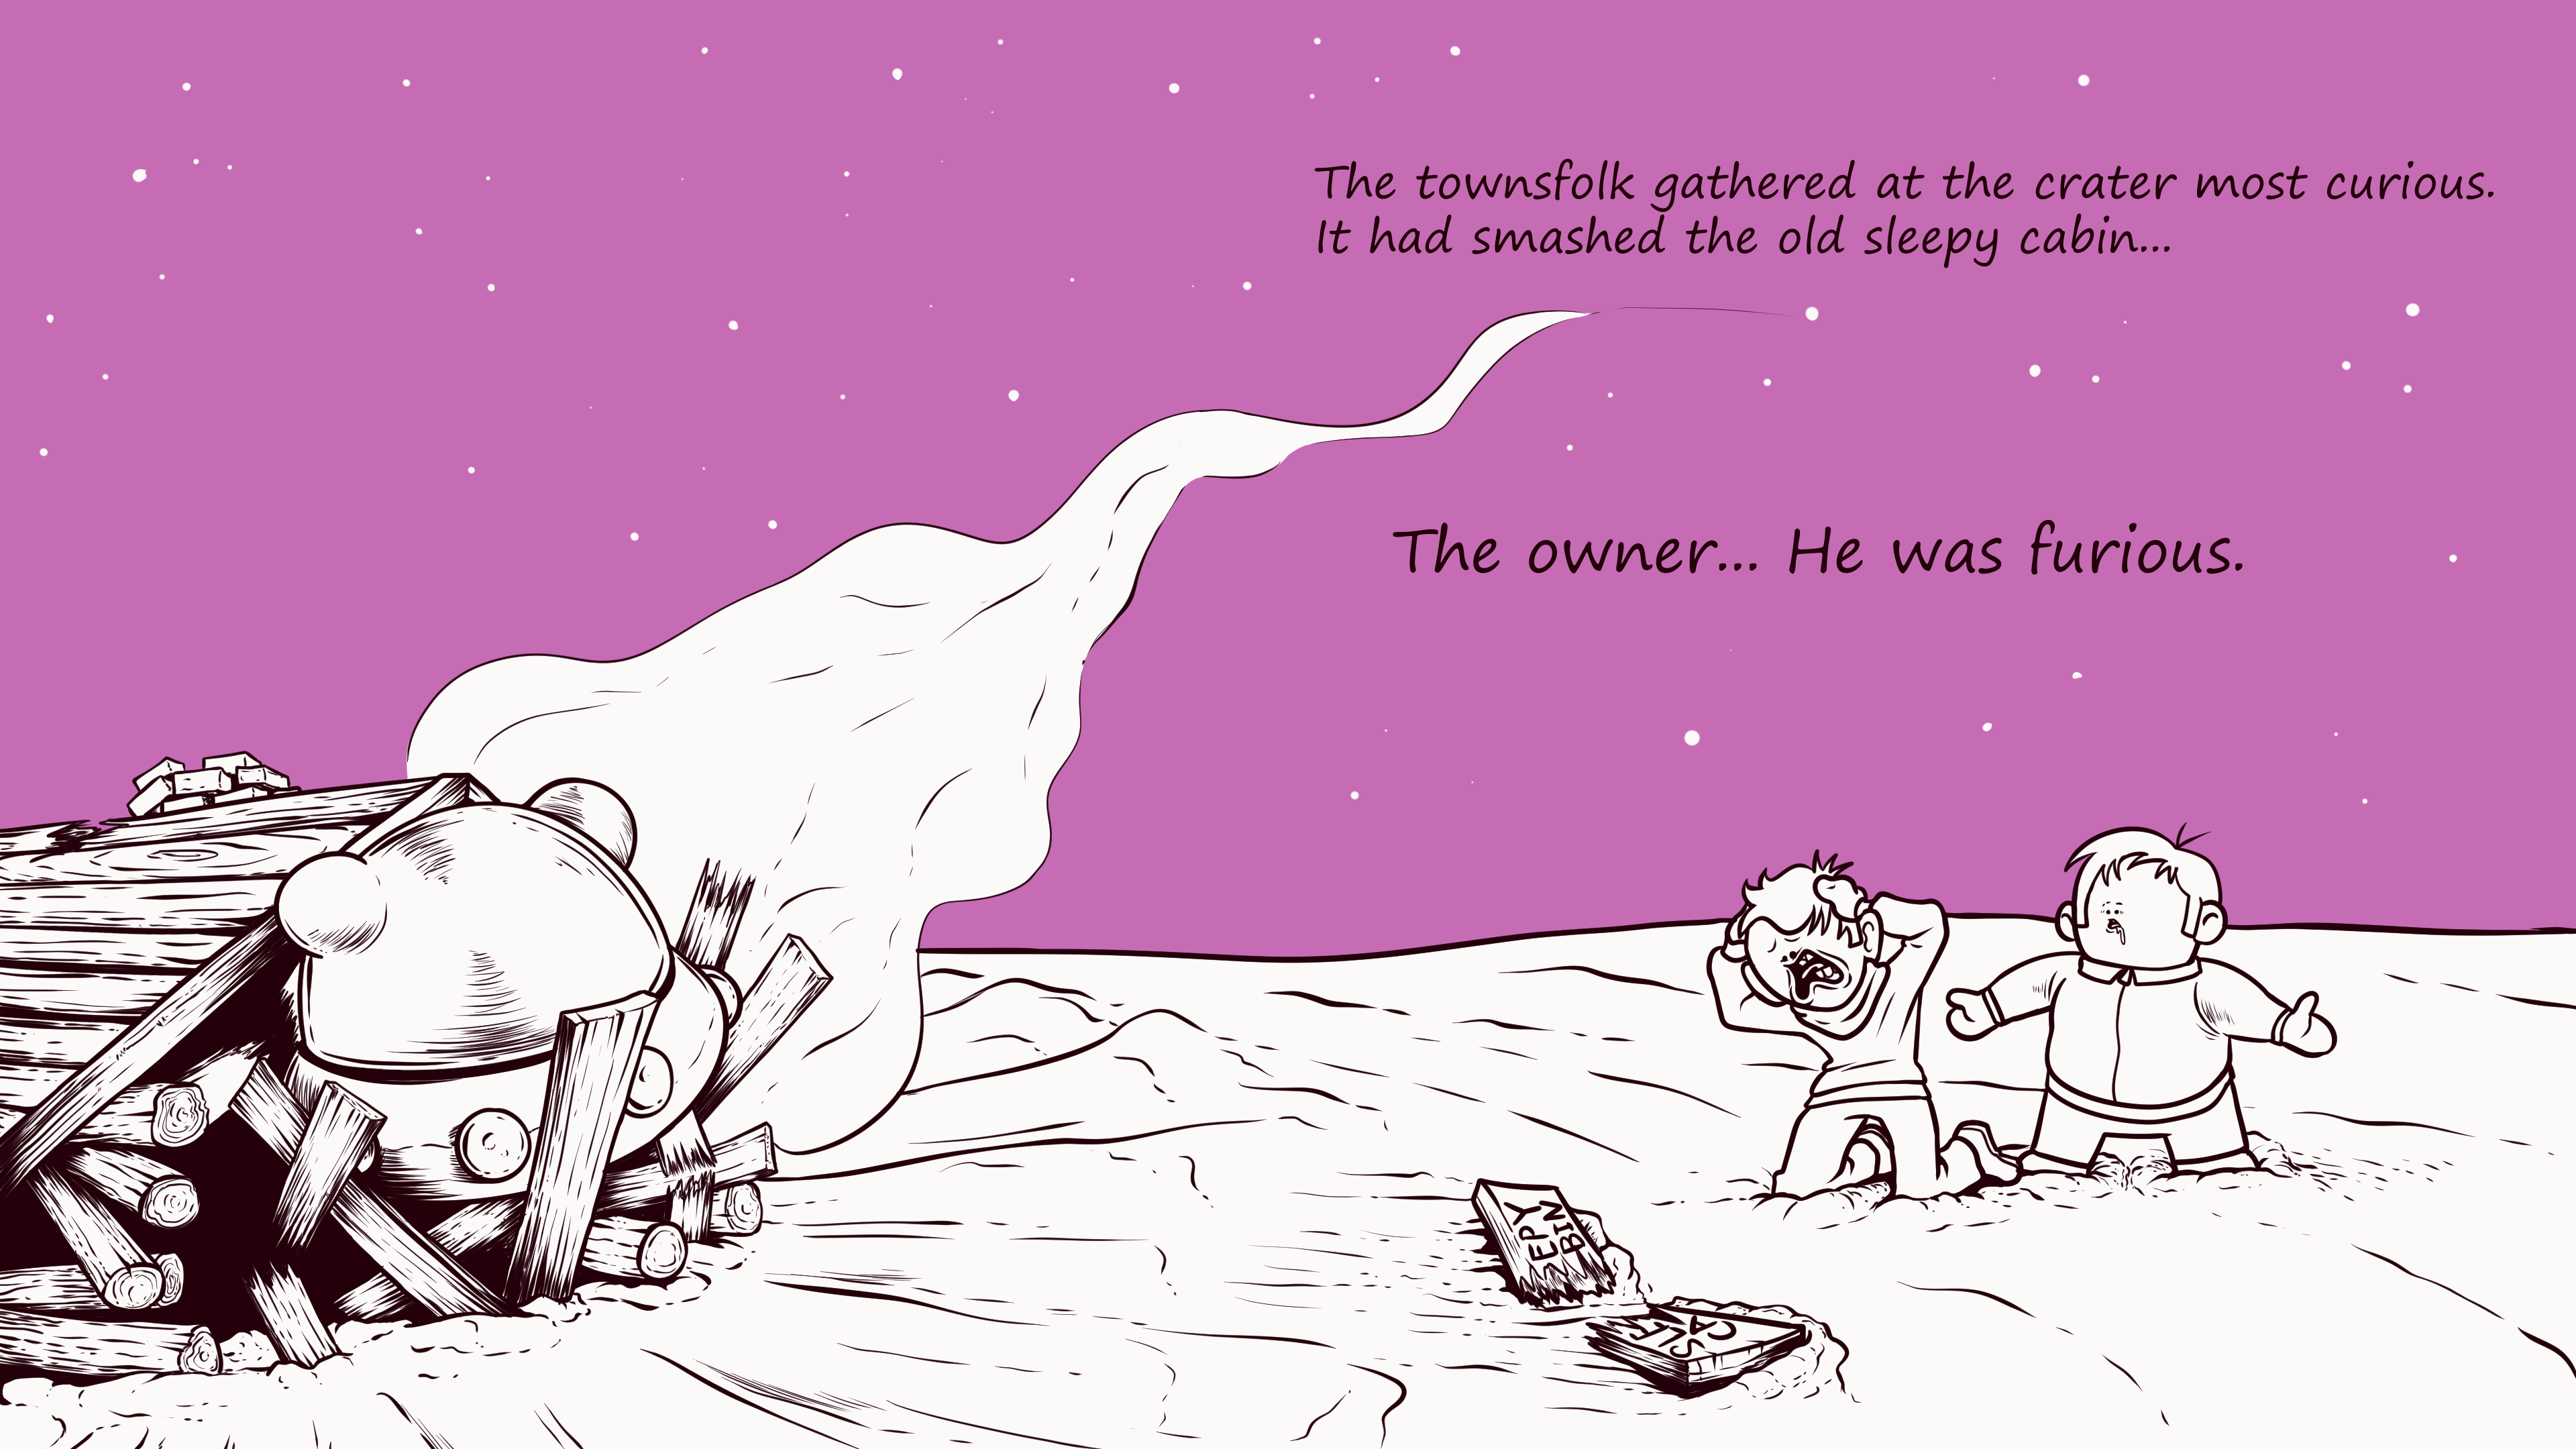 The townsfolk gathered at the crater most curious.
It had smashed the old sleepy cabin...
The owner... He was furious.
EPY
BIN
SLE
CA